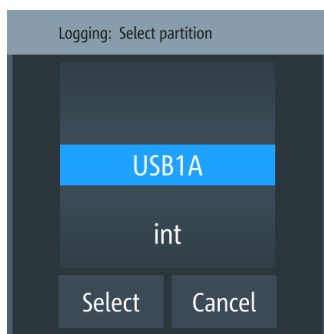 Logging: Select partition
USB1A
int
Select Cancel